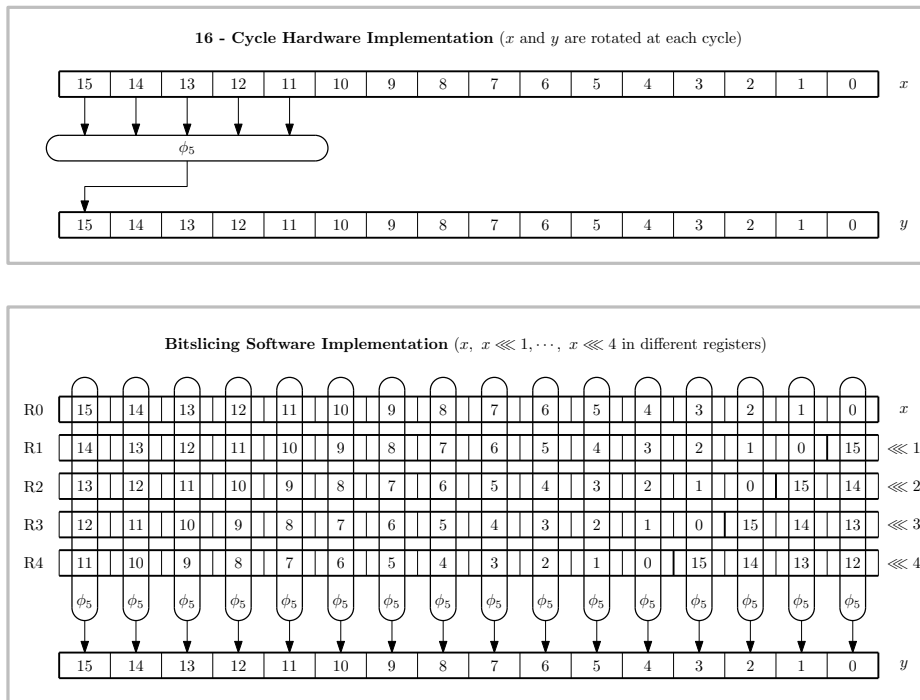 16 - Cycle Hardware Implementation (x and y are rotated at each cycle)
15 14 13 12 11 10 9 8 7 6 5 4 3 2 1 0 x
ϕ₅
15 14 13 12 11 10 9 8 7 6 5 4 3 2 1 0 y
Bitslicing Software Implementation (x, x ⋘ 1, ⋯, x ⋘ 4 in different registers)
R0 15 14 13 12 11 10 9 8 7 6 5 4 3 2 1 0 x
R1 14 13 12 11 10 9 8 7 6 5 4 3 2 1 0 15 ⋘ 1
R2 13 12 11 10 9 8 7 6 5 4 3 2 1 0 15 14 ⋘ 2
R3 12 11 10 9 8 7 6 5 4 3 2 1 0 15 14 13 ⋘ 3
R4 11 10 9 8 7 6 5 4 3 2 1 0 15 14 13 12 ⋘ 4
ϕ₅ ϕ₅ ϕ₅ ϕ₅ ϕ₅ ϕ₅ ϕ₅ ϕ₅ ϕ₅ ϕ₅ ϕ₅ ϕ₅ ϕ₅ ϕ₅ ϕ₅ ϕ₅
15 14 13 12 11 10 9 8 7 6 5 4 3 2 1 0 y